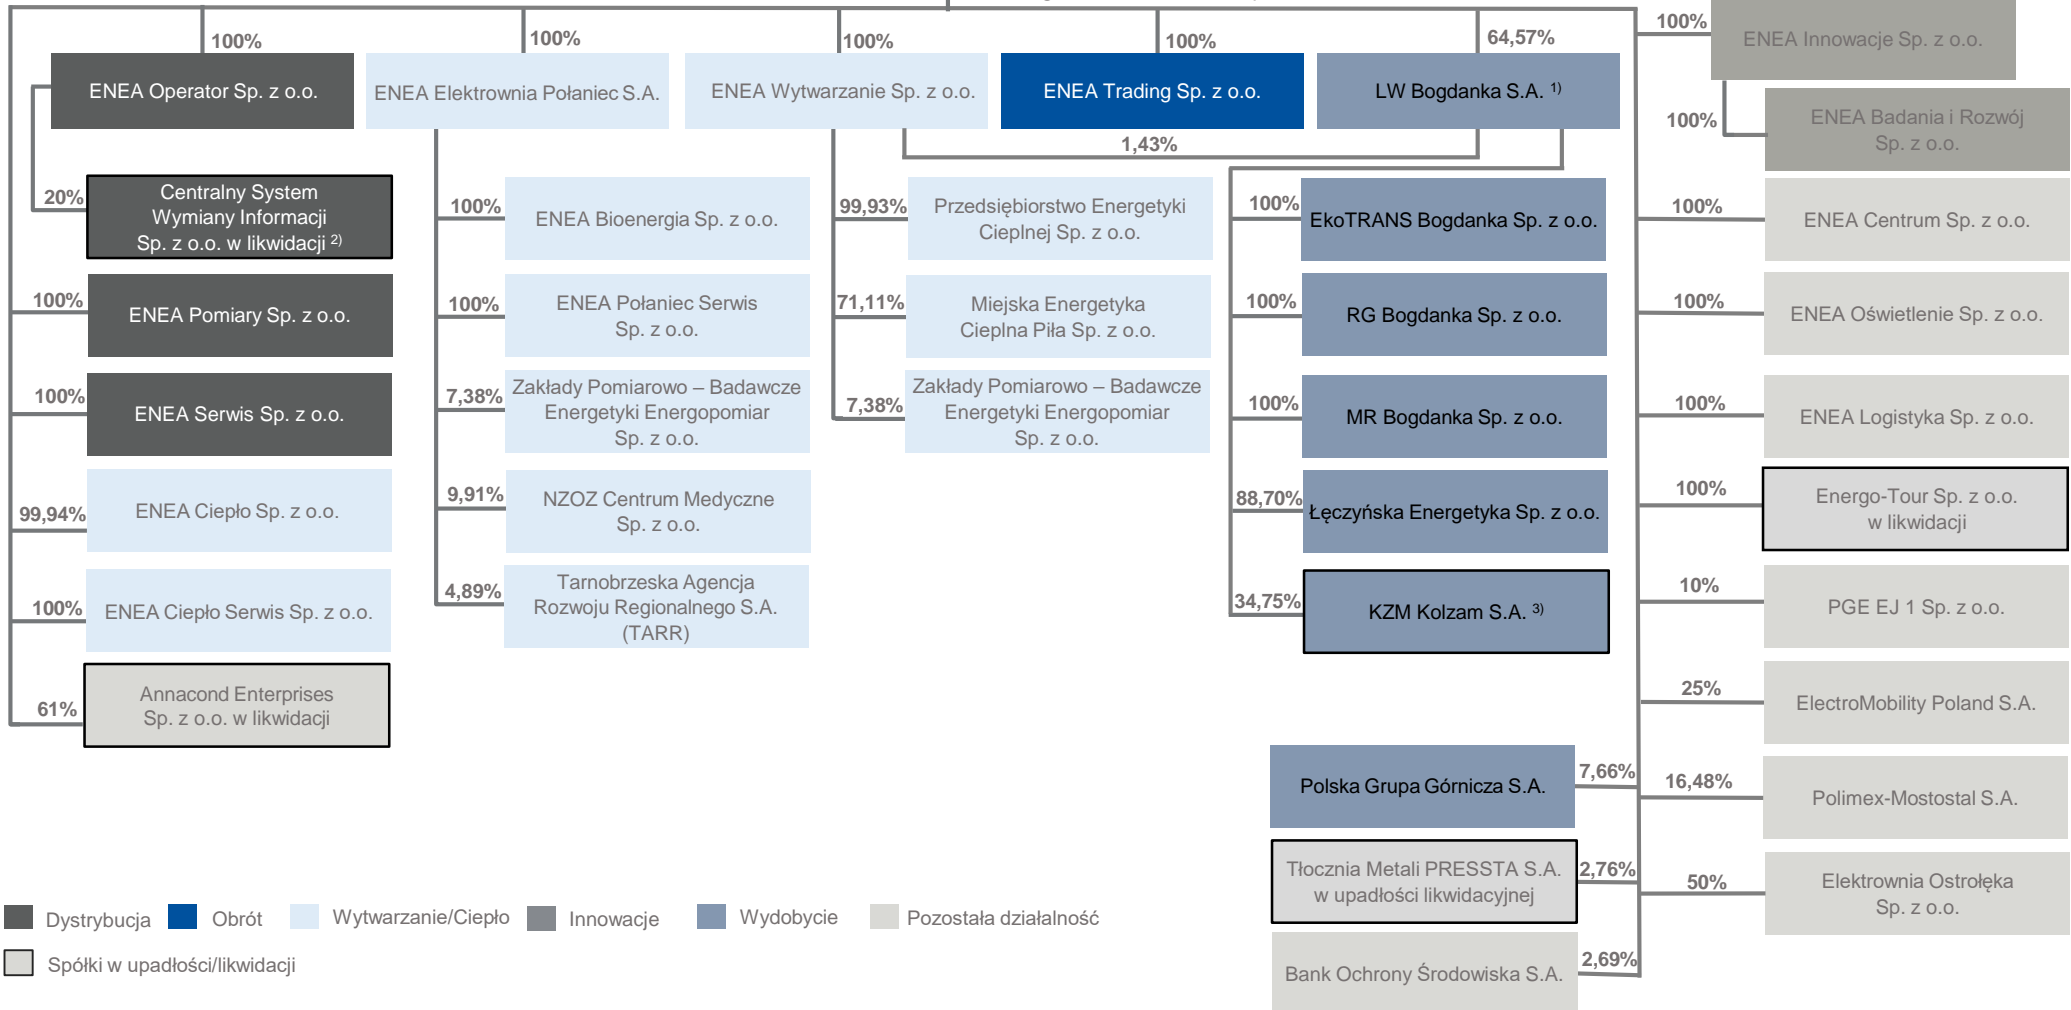 100%
100%
100%
100%
64,57%
100%
ENEA Innowacje Sp. z o.o.
ENEA Operator Sp. z o.o.
ENEA Elektrownia Połaniec S.A.
ENEA Wytwarzanie Sp. z o.o.
ENEA Trading Sp. z o.o.
LW Bogdanka S.A. 1)
1,43%
100%
ENEA Badania i Rozwój
Sp. z o.o.
20%
Centralny System
Wymiany Informacji
Sp. z o.o. w likwidacji 2)
100%
ENEA Bioenergia Sp. z o.o.
99,93%
Przedsiębiorstwo Energetyki
Cieplnej Sp. z o.o.
100%
EkoTRANS Bogdanka Sp. z o.o.
100%
ENEA Centrum Sp. z o.o.
100%
ENEA Pomiary Sp. z o.o.
100%
ENEA Połaniec Serwis
Sp. z o.o.
71,11%
Miejska Energetyka
Cieplna Piła Sp. z o.o.
100%
RG Bogdanka Sp. z o.o.
100%
ENEA Oświetlenie Sp. z o.o.
100%
ENEA Serwis Sp. z o.o.
7,38%
Zakłady Pomiarowo – Badawcze
Energetyki Energopomiar
Sp. z o.o.
7,38%
Zakłady Pomiarowo – Badawcze
Energetyki Energopomiar
Sp. z o.o.
100%
MR Bogdanka Sp. z o.o.
100%
ENEA Logistyka Sp. z o.o.
99,94%
ENEA Ciepło Sp. z o.o.
9,91%
NZOZ Centrum Medyczne
Sp. z o.o.
88,70%
Łęczyńska Energetyka Sp. z o.o.
100%
Energo-Tour Sp. z o.o.
w likwidacji
100%
ENEA Ciepło Serwis Sp. z o.o.
4,89%
Tarnobrzeska Agencja
Rozwoju Regionalnego S.A.
(TARR)
34,75%
KZM Kolzam S.A. 3)
10%
PGE EJ 1 Sp. z o.o.
61%
Annacond Enterprises
Sp. z o.o. w likwidacji
25%
ElectroMobility Poland S.A.
Polska Grupa Górnicza S.A.
7,66%
16,48%
Polimex-Mostostal S.A.
Tłocznia Metali PRESSTA S.A.
w upadłości likwidacyjnej
2,76%
50%
Elektrownia Ostrołęka
Sp. z o.o.
Bank Ochrony Środowiska S.A.
2,69%
Dystrybucja
Obrót
Wytwarzanie/Ciepło
Innowacje
Wydobycie
Pozostała działalność
Spółki w upadłości/likwidacji